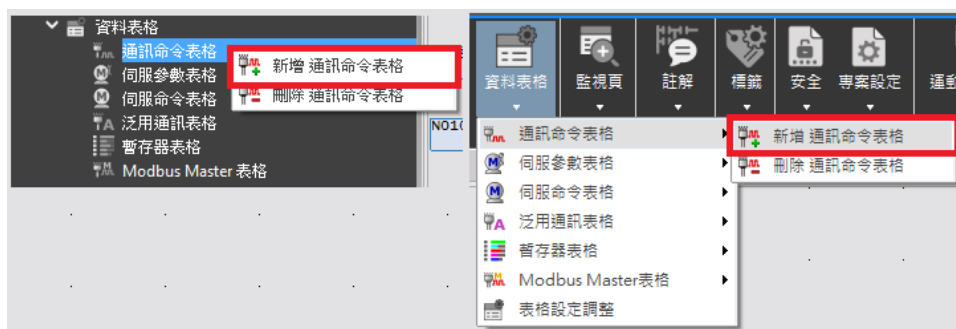 資料表格
通訊命令表格
伺服參數表格
伺服命令表格
泛用通訊表格
暫存器表格
Modbus Master 表格
新增 通訊命令表格
刪除 通訊命令表格
N010
資料表格
監視頁
註解
標籤
安全
專案設定
運動
通訊命令表格
伺服參數表格
伺服命令表格
泛用通訊表格
暫存器表格
Modbus Master表格
表格設定調整
新增 通訊命令表格
刪除 通訊命令表格